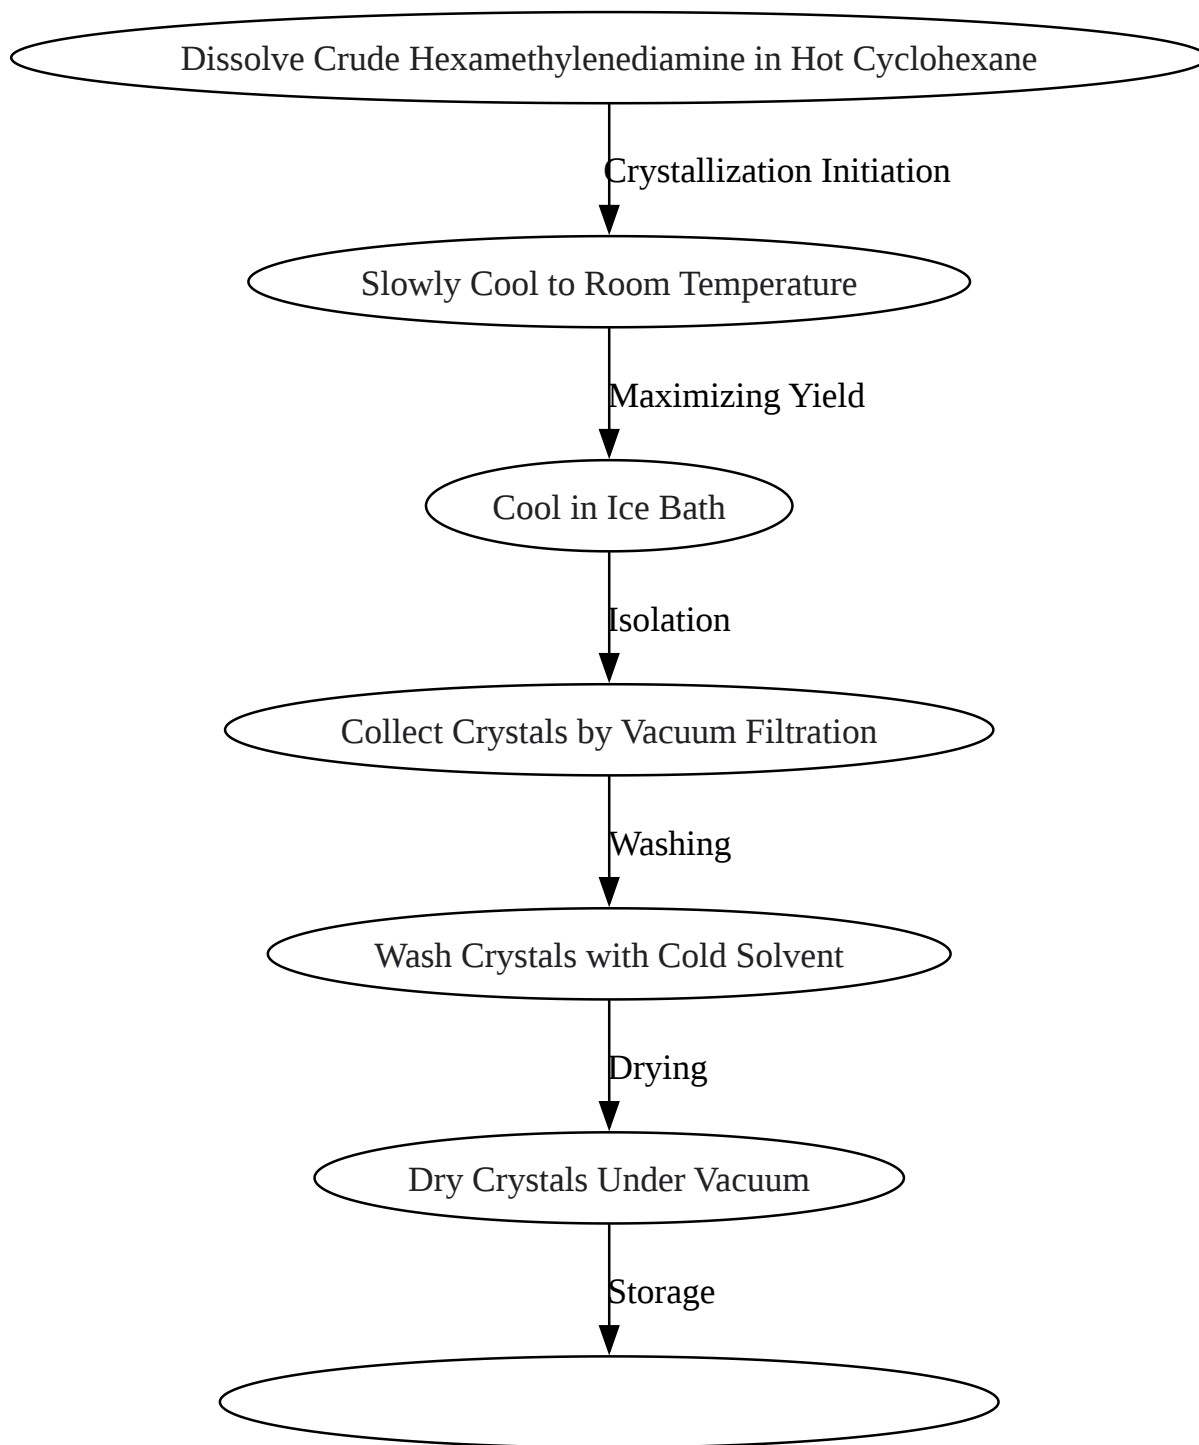 Dissolve Crude Hexamethylenediamine in Hot Cyclohexane
Crystallization Initiation
Slowly Cool to Room Temperature
Maximizing Yield
Cool in Ice Bath
Isolation
Collect Crystals by Vacuum Filtration
Washing
Wash Crystals with Cold Solvent
Drying
Dry Crystals Under Vacuum
Storage